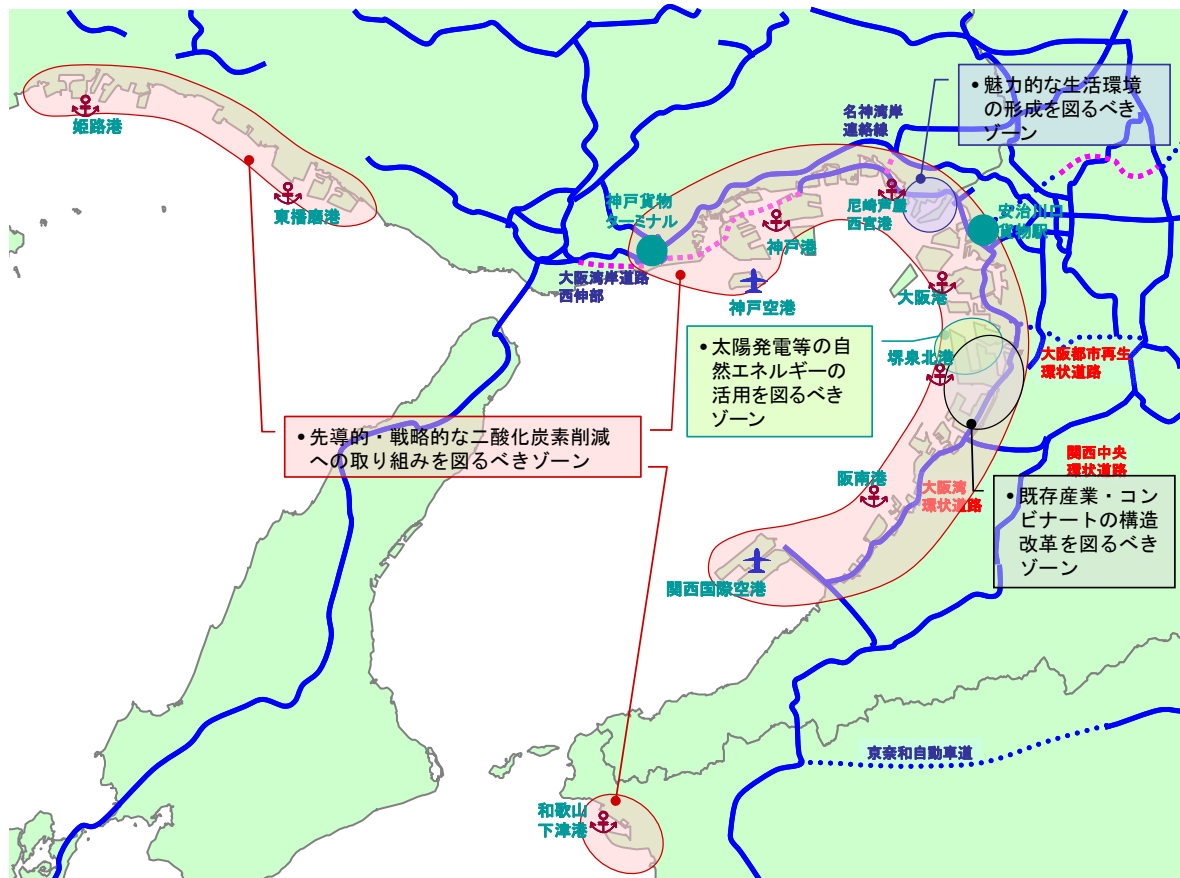 • 魅力的な生活環境
の形成を図るべき
ゾーン
名神湾岸
連絡線
姫路港
東播磨港
神戸貨物
ターミナル
尼崎芦屋
西宮港
安治川口
貨物駅
神戸港
大阪湾岸道路
西伸部
神戸空港
大阪港
• 太陽発電等の自
然エネルギーの
活用を図るべき
ゾーン
堺泉北港
大阪都市再生
環状道路
• 先導的・戦略的な二酸化炭素削減
への取り組みを図るべきゾーン
関西中央
環状道路
阪南港
大阪湾
環状道路
• 既存産業・コン
ビナートの構造
改革を図るべき
ゾーン
関西国際空港
京奈和自動車道
和歌山
下津港